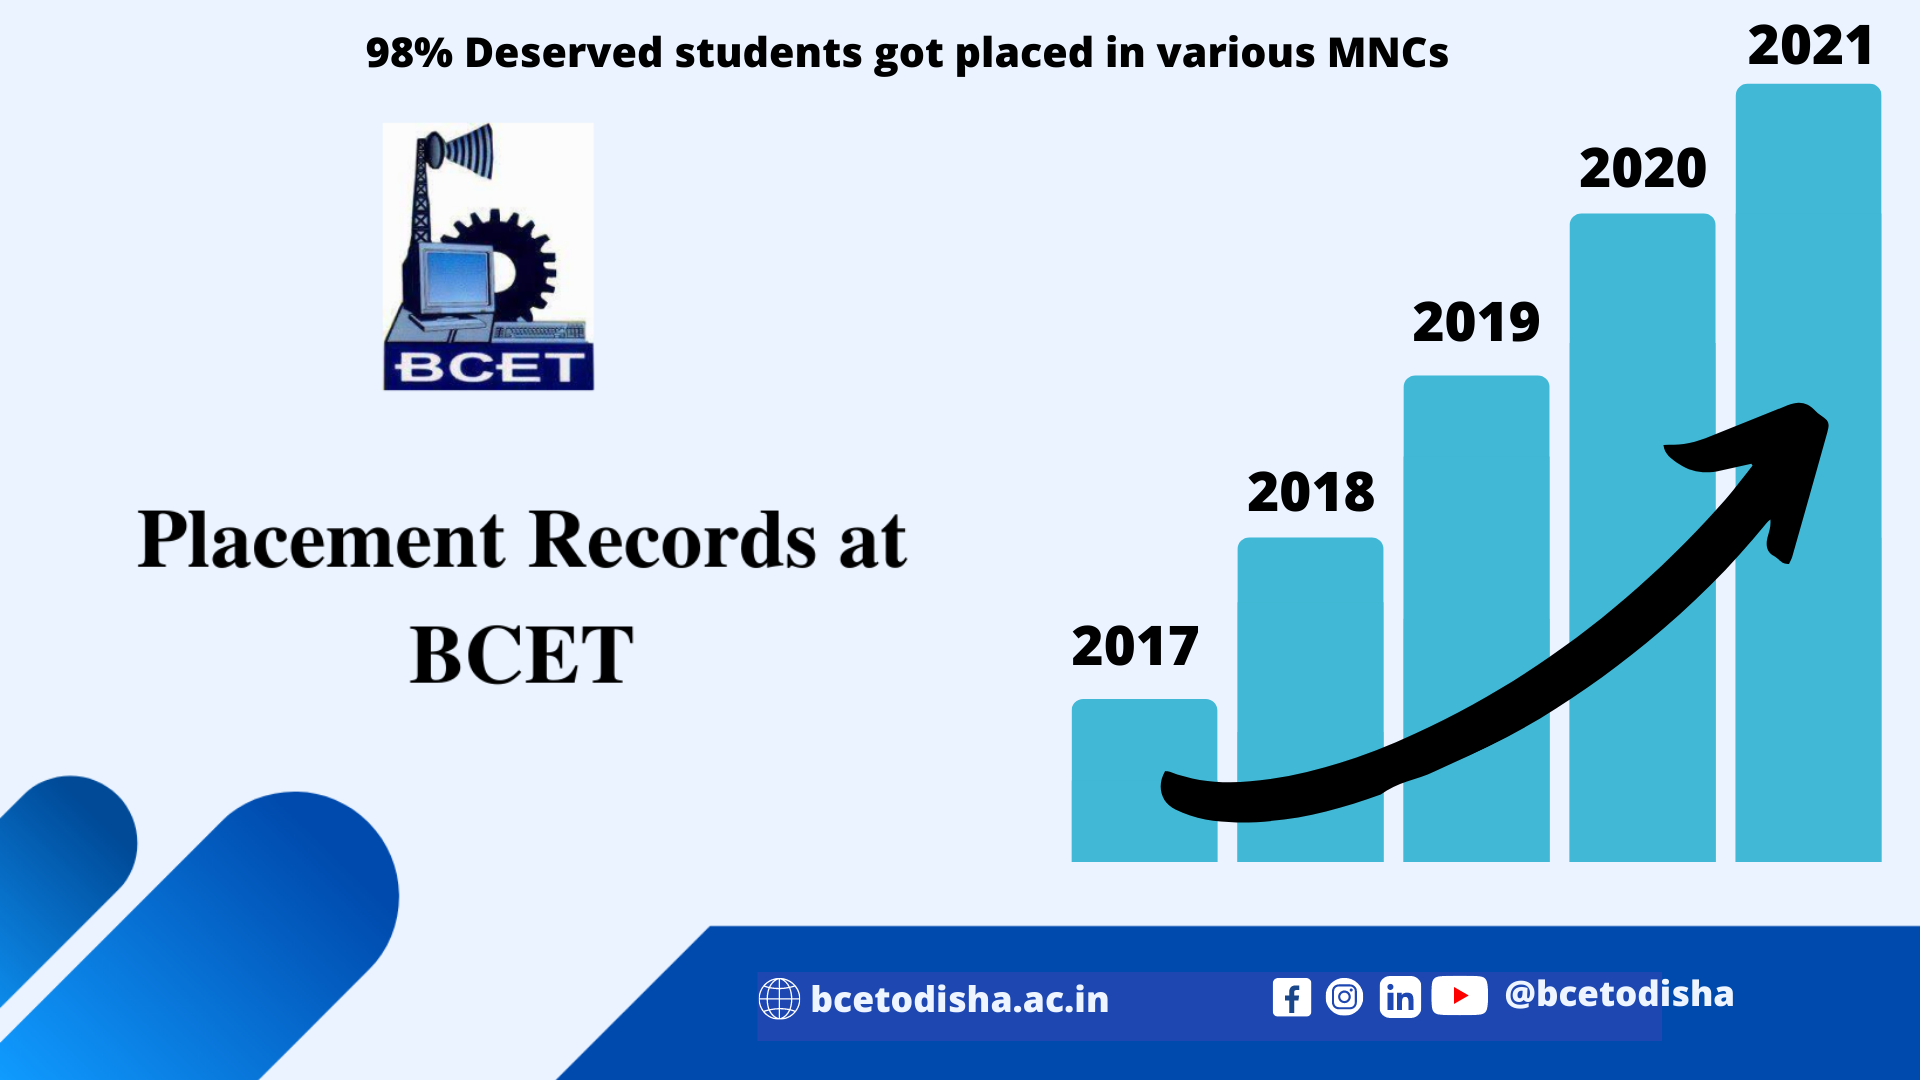 98% Deserved students got placed in various MNCs
2021
2020
2019
2018
2017
BCET
Placement Records at
BCET
bcetodisha.ac.in
@bcetodisha